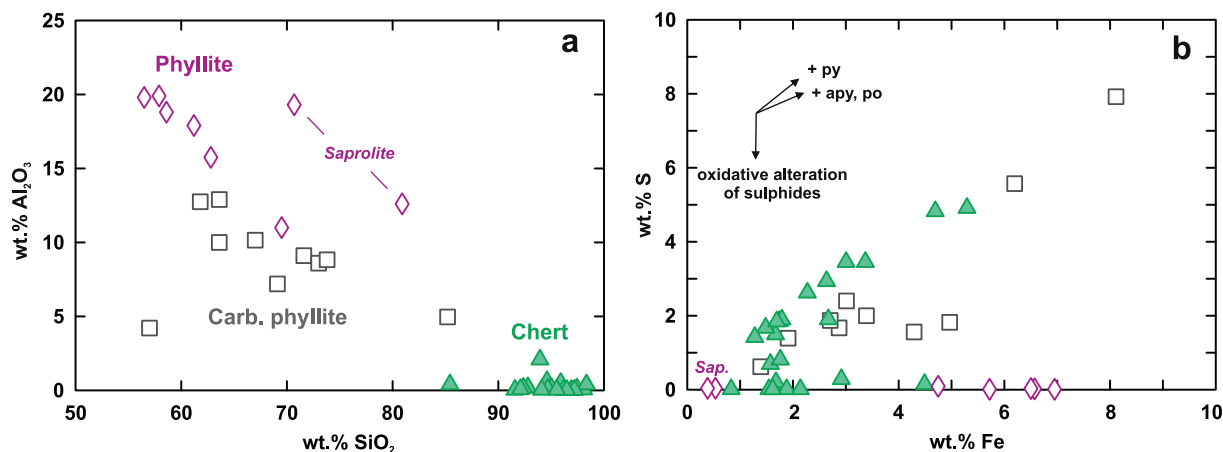 a
Phyllite
Saprolite
Carb. phyllite
Chert
25
20
15
10
5
0
wt.% Al₂O₃
50
60
70
80
90
100
wt.% SiO₂
b
+ py
+ apy, po
oxidative alteration
of sulphides
Sap.
10
8
6
4
2
0
wt.% S
0
2
4
6
8
10
wt.% Fe